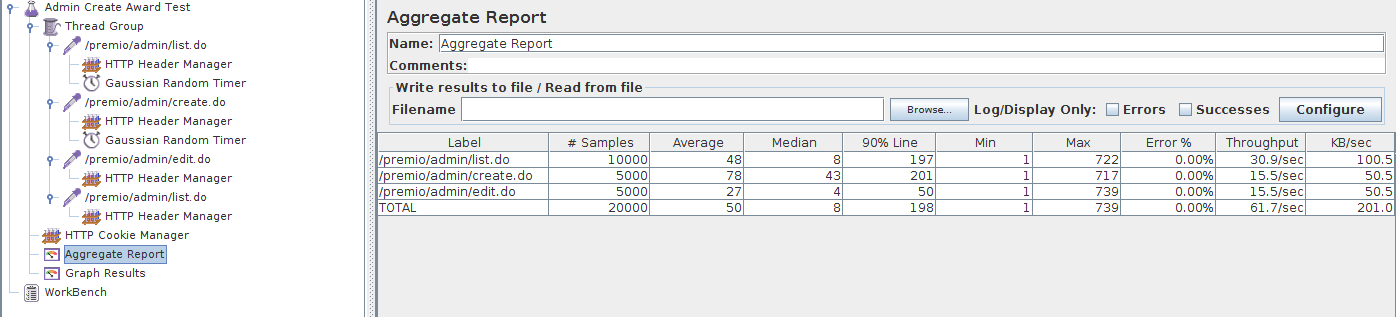 Admin Create Award Test
Thread Group
/premio/admin/list.do
HTTP Header Manager
Gaussian Random Timer
/premio/admin/create.do
HTTP Header Manager
Gaussian Random Timer
/premio/admin/edit.do
HTTP Header Manager
/premio/admin/list.do
HTTP Header Manager
HTTP Cookie Manager
Aggregate Report
Graph Results
WorkBench
Aggregate Report
Name: Aggregate Report
Comments:
Write results to file / Read from file
Filename Browse... Log/Display Only: Errors Successes Configure
Label # Samples Average Median 90% Line Min Max Error % Throughput KB/sec
/premio/admin/list.do 10000 48 8 197 1 722 0.00% 30.9/sec 100.5
/premio/admin/create.do 5000 78 43 201 1 717 0.00% 15.5/sec 50.5
/premio/admin/edit.do 5000 27 4 50 1 739 0.00% 15.5/sec 50.5
TOTAL 20000 50 8 198 1 739 0.00% 61.7/sec 201.0